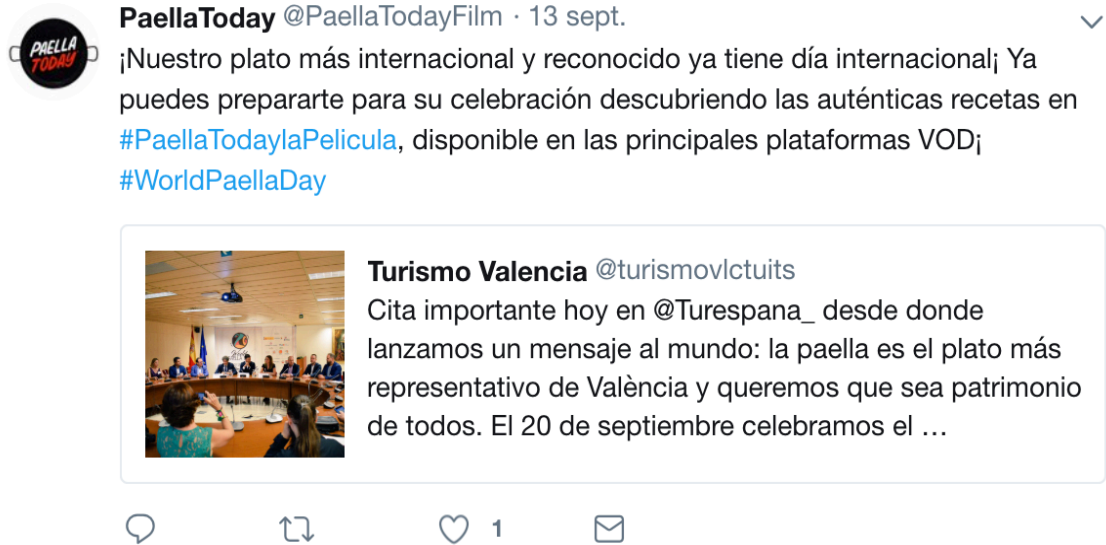 PAELLA
TODAY
PaellaToday @PaellaTodayFilm · 13 sept.
¡Nuestro plato más internacional y reconocido ya tiene día internacional¡ Ya
puedes prepararte para su celebración descubriendo las auténticas recetas en
#PaellaTodaylaPelicula, disponible en las principales plataformas VOD¡
#WorldPaellaDay
Turismo Valencia @turismovlctuits
Cita importante hoy en @Turespana_ desde donde
lanzamos un mensaje al mundo: la paella es el plato más
representativo de València y queremos que sea patrimonio
de todos. El 20 de septiembre celebramos el …
1